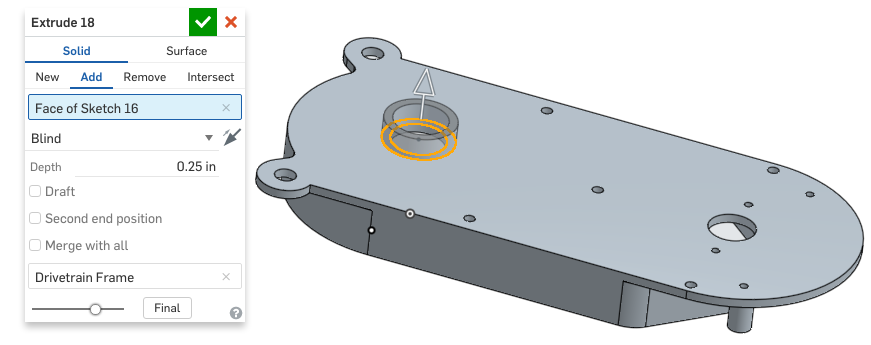 Extrude 18
Solid Surface
New Add Remove Intersect
Face of Sketch 16
Blind
Depth 0.25 in
Draft
Second end position
Merge with all
Drivetrain Frame
Final